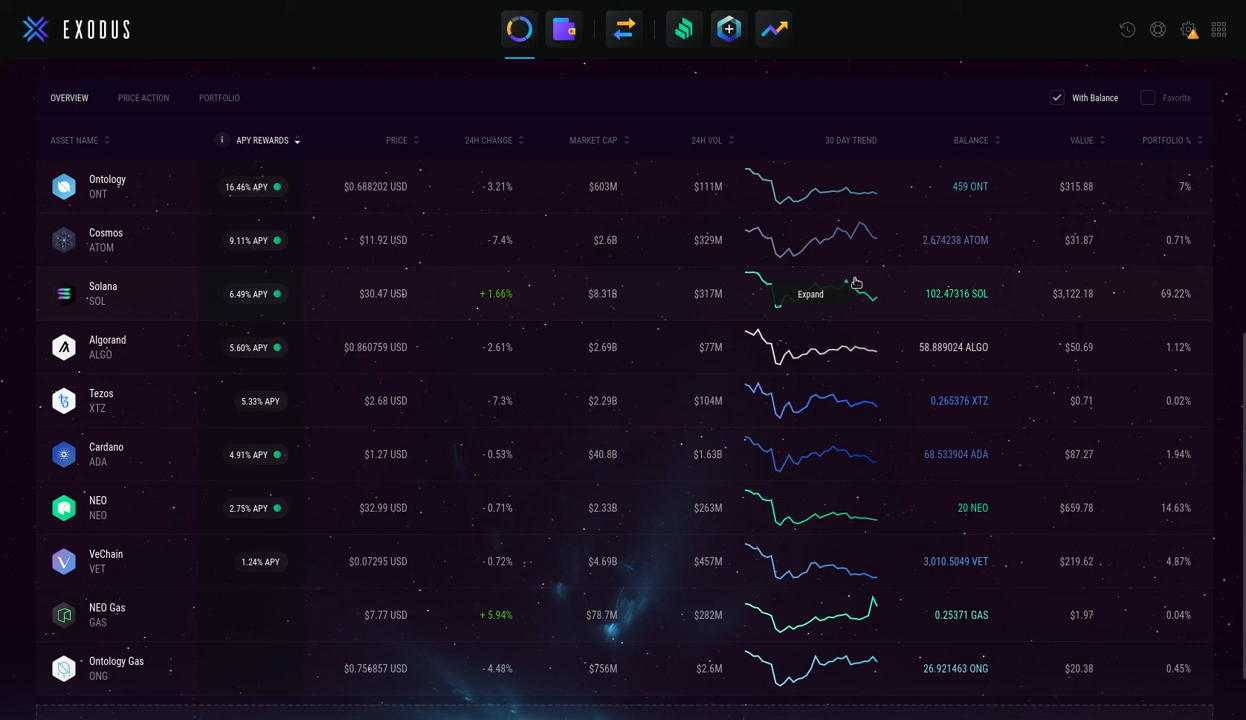 EXODUS
OVERVIEW PRICE ACTION PORTFOLIO With Balance Favorite
ASSET NAME i APY REWARDS PRICE 24H CHANGE MARKET CAP 24H VOL 30 DAY TREND BALANCE VALUE PORTFOLIO %
Ontology
ONT 16.46% APY $0.688202 USD - 3.21% $603M $111M 459 ONT $315.88 7%
Cosmos
ATOM 9.11% APY $11.92 USD - 7.4% $2.6B $329M 2.674238 ATOM $31.87 0.71%
Solana
SOL 6.49% APY $30.47 USD + 1.66% $8.31B $317M Expand 102.47316 SOL $3,122.18 69.22%
Algorand
ALGO 5.60% APY $0.860759 USD - 2.61% $2.69B $77M 58.889024 ALGO $50.69 1.12%
Tezos
XTZ 5.33% APY $2.68 USD - 7.3% $2.29B $104M 0.265376 XTZ $0.71 0.02%
Cardano
ADA 4.91% APY $1.27 USD - 0.53% $40.8B $1.63B 68.533904 ADA $87.27 1.94%
NEO
NEO 2.75% APY $32.99 USD - 0.71% $2.33B $263M 20 NEO $659.78 14.63%
VeChain
VET 1.24% APY $0.07295 USD - 0.72% $4.69B $457M 3,010.5049 VET $219.62 4.87%
NEO Gas
GAS $7.77 USD + 5.94% $78.7M $282M 0.25371 GAS $1.97 0.04%
Ontology Gas
ONG $0.756857 USD - 4.48% $756M $2.6M 26.921463 ONG $20.38 0.45%